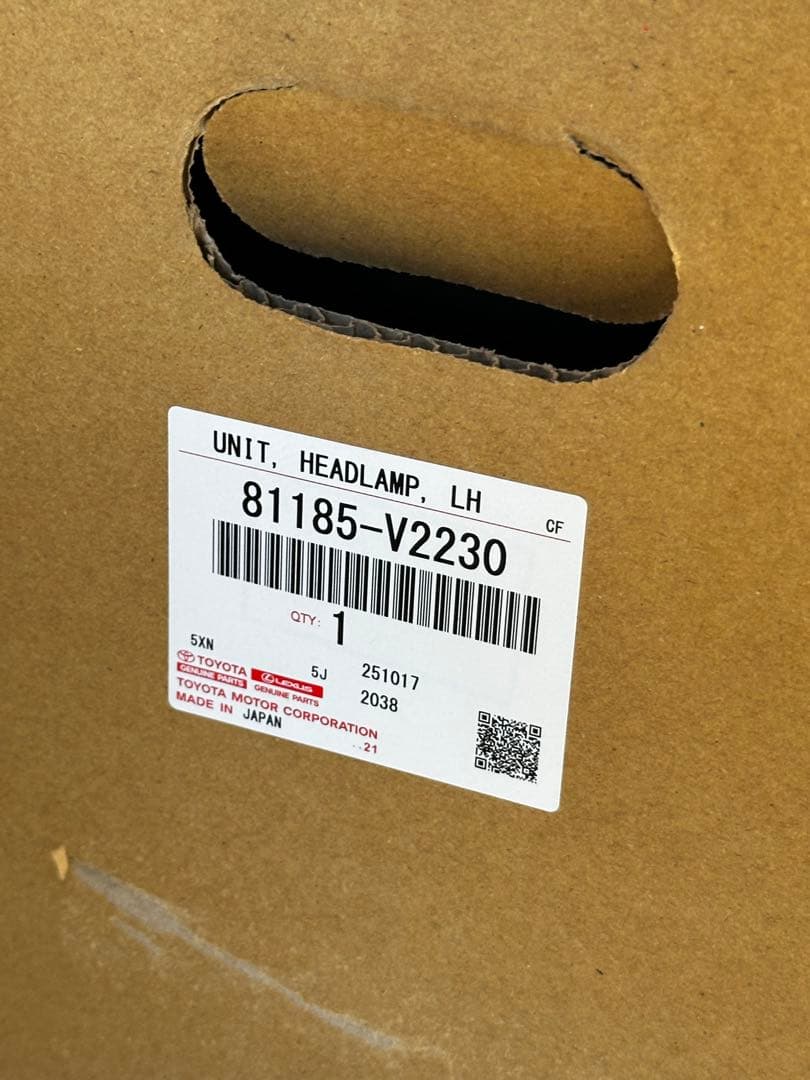 UNIT, HEADLAMP, LH
CF
81185-V2230
QTY: 1
5XN
5J 251017
TOYOTA
GENUINE PARTS
LEXUS
GENUINE PARTS
2038
TOYOTA MOTOR CORPORATION
MADE IN JAPAN
..21